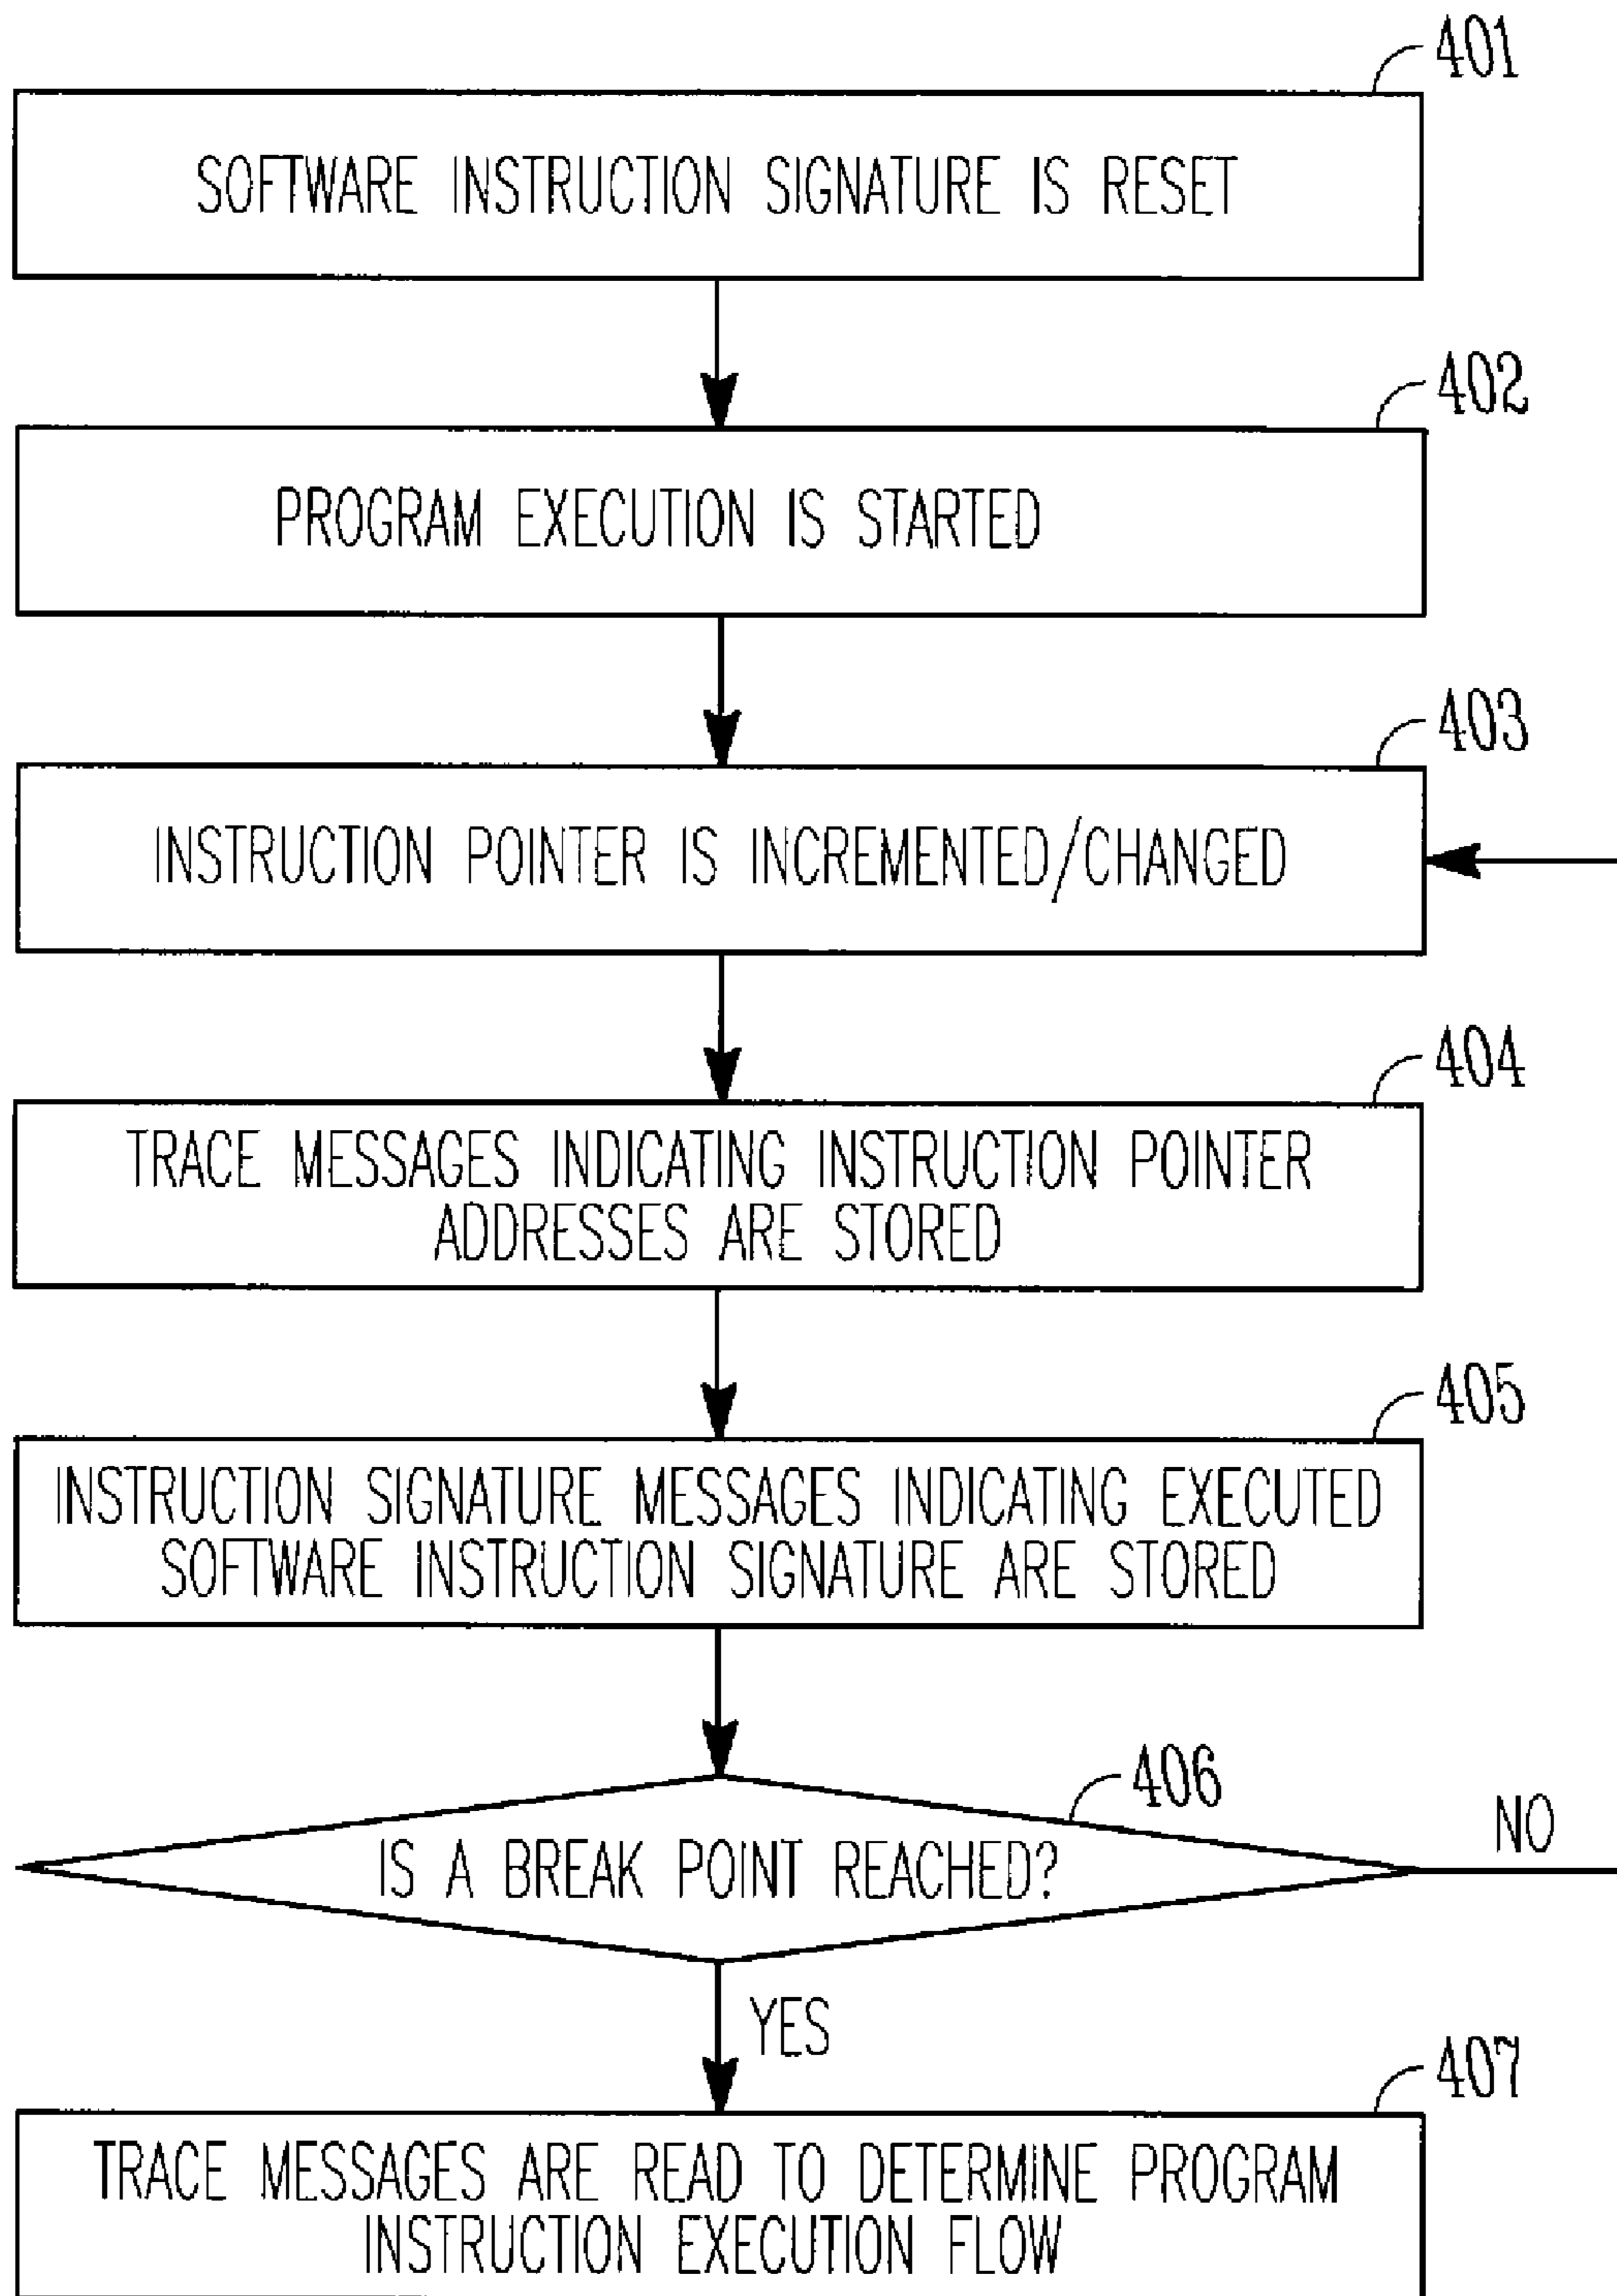 401
SOFTWARE INSTRUCTION SIGNATURE IS RESET
402
PROGRAM EXECUTION IS STARTED
403
INSTRUCTION POINTER IS INCREMENTED/CHANGED
404
TRACE MESSAGES INDICATING INSTRUCTION POINTER
ADDRESSES ARE STORED
405
INSTRUCTION SIGNATURE MESSAGES INDICATING EXECUTED
SOFTWARE INSTRUCTION SIGNATURE ARE STORED
406
IS A BREAK POINT REACHED?
NO
YES
407
TRACE MESSAGES ARE READ TO DETERMINE PROGRAM
INSTRUCTION EXECUTION FLOW